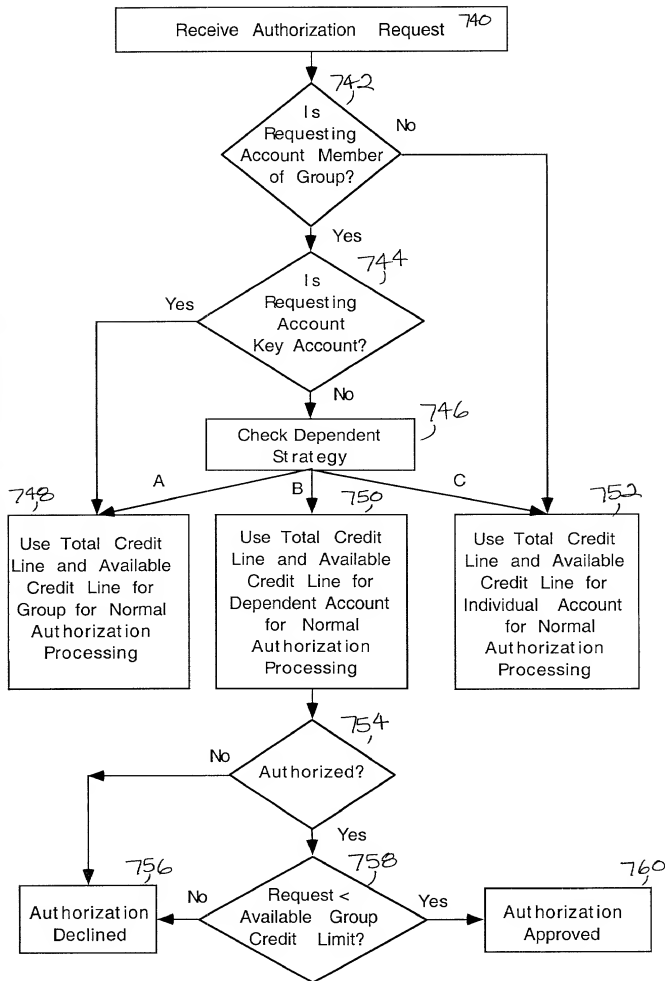 Receive Authorization Request 740
742
Is
Requesting
Account Member
of Group?
No
Yes
744
Is
Requesting
Account
Key Account?
Yes
No
746
Check Dependent
Strategy
A
B
C
748
Use Total Credit
Line and Available
Credit Line for
Group for Normal
Authorization
Processing
750
Use Total Credit
Line and Available
Credit Line for
Dependent Account
for Normal
Authorization
Processing
752
Use Total Credit
Line and Available
Credit Line for
Individual Account
for Normal
Authorization
Processing
754
Authorized?
No
Yes
756
Authorization
Declined
758
Request <
Available Group
Credit Limit?
No
Yes
760
Authorization
Approved